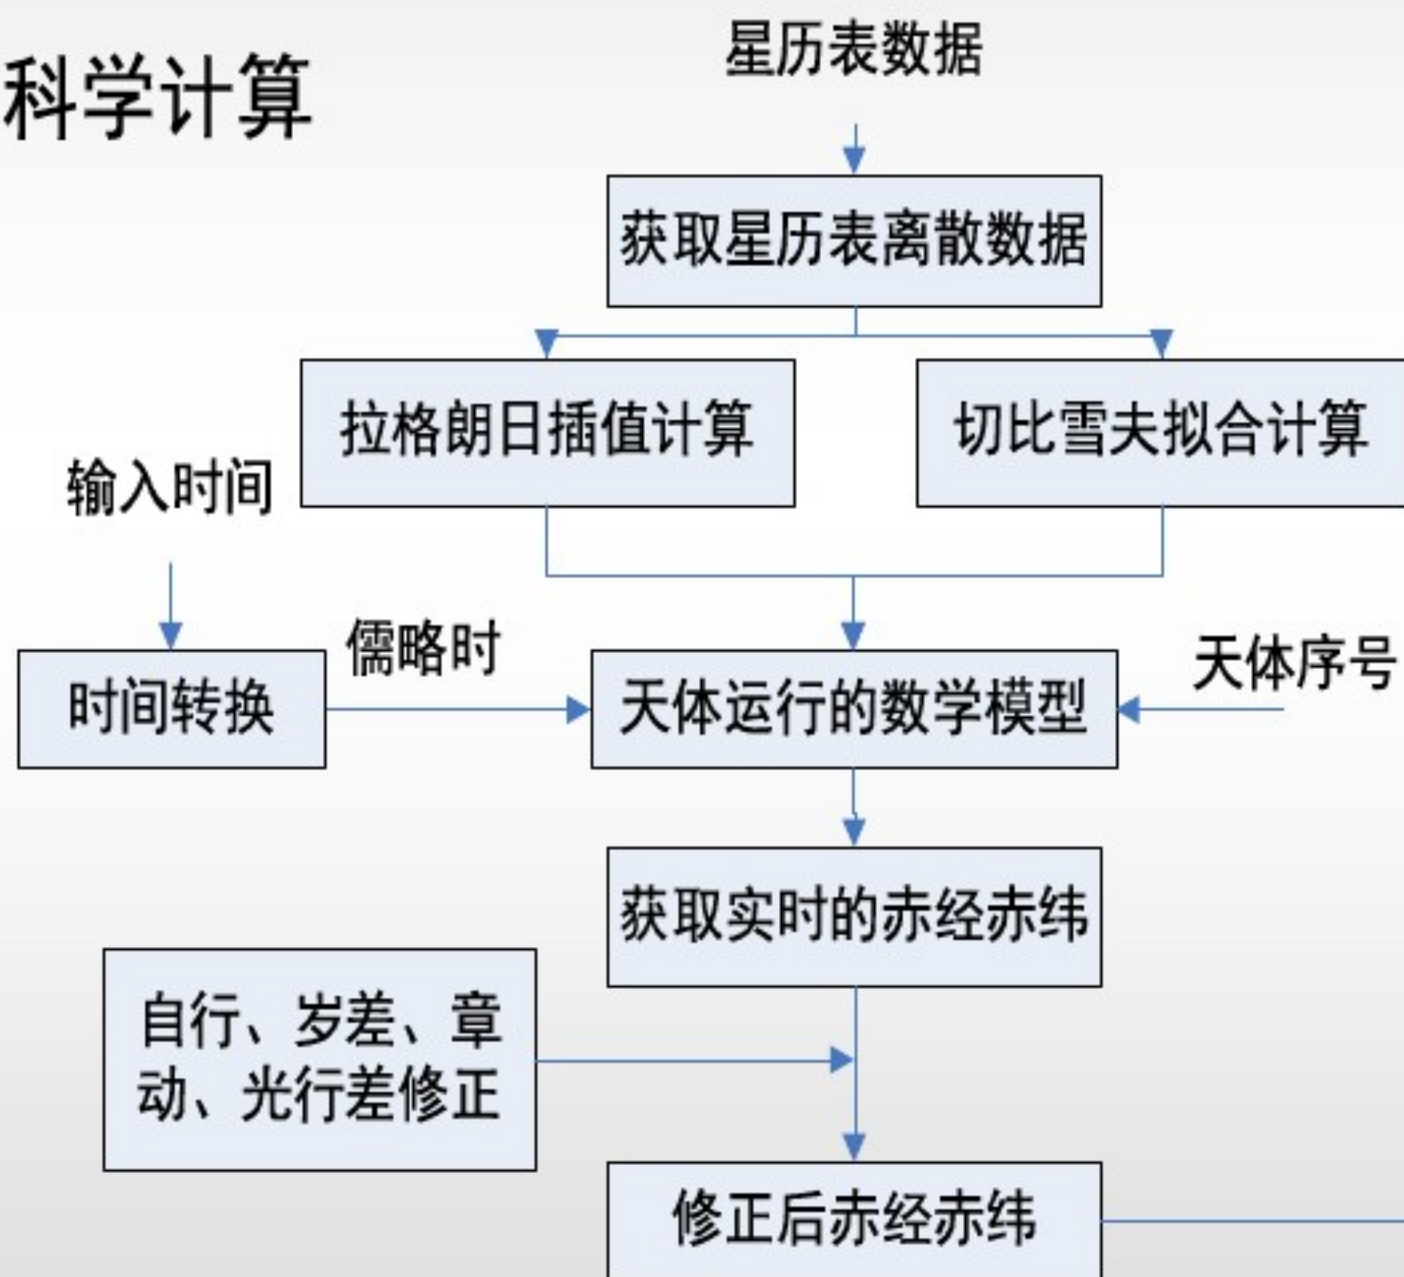 科学计算
星历表数据
获取星历表离散数据
拉格朗日插值计算
切比雪夫拟合计算
输入时间
儒略时
天体序号
时间转换
天体运行的数学模型
获取实时的赤经赤纬
自行、岁差、章
动、光行差修正
修正后赤经赤纬